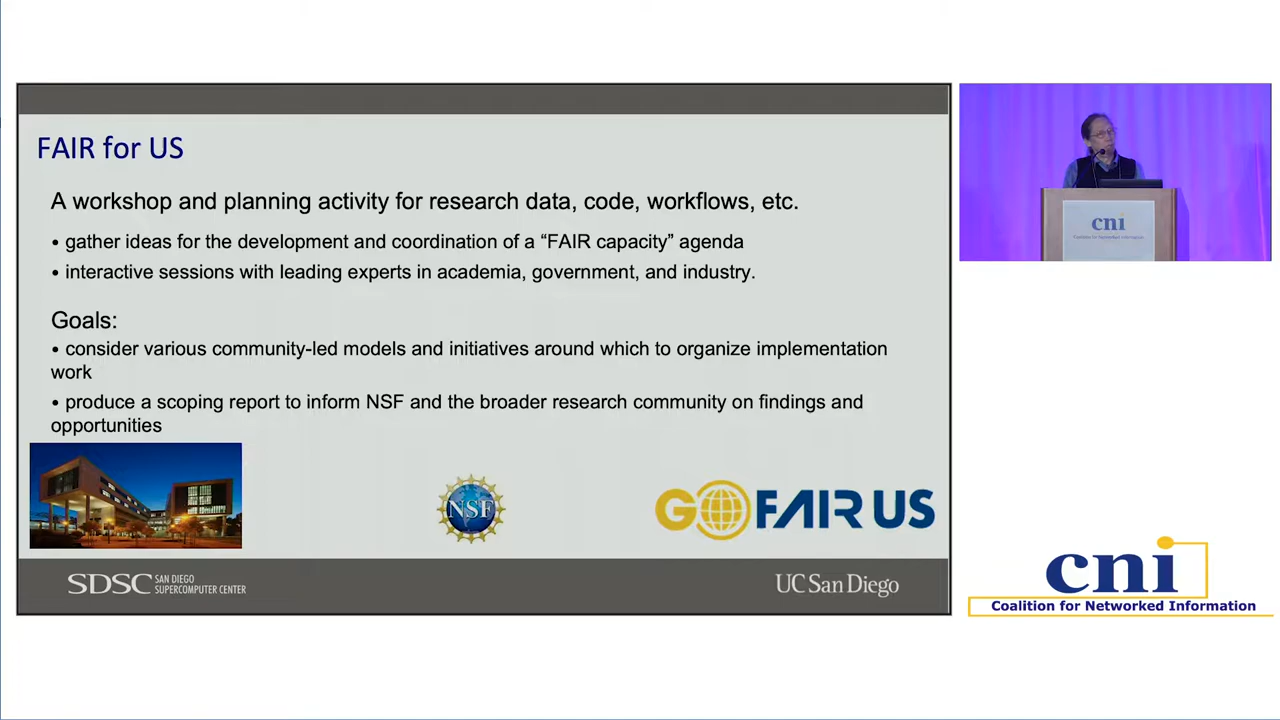 FAIR for US
A workshop and planning activity for research data, code, workflows, etc.
• gather ideas for the development and coordination of a “FAIR capacity” agenda
• interactive sessions with leading experts in academia, government, and industry.
Goals:
• consider various community-led models and initiatives around which to organize implementation
work
• produce a scoping report to inform NSF and the broader research community on findings and
opportunities
NSF
GO FAIR US
SDSC SAN DIEGO
SUPERCOMPUTER CENTER
UC San Diego
cni
Coalition for Networked Information
cni
Coalition for Networked Information